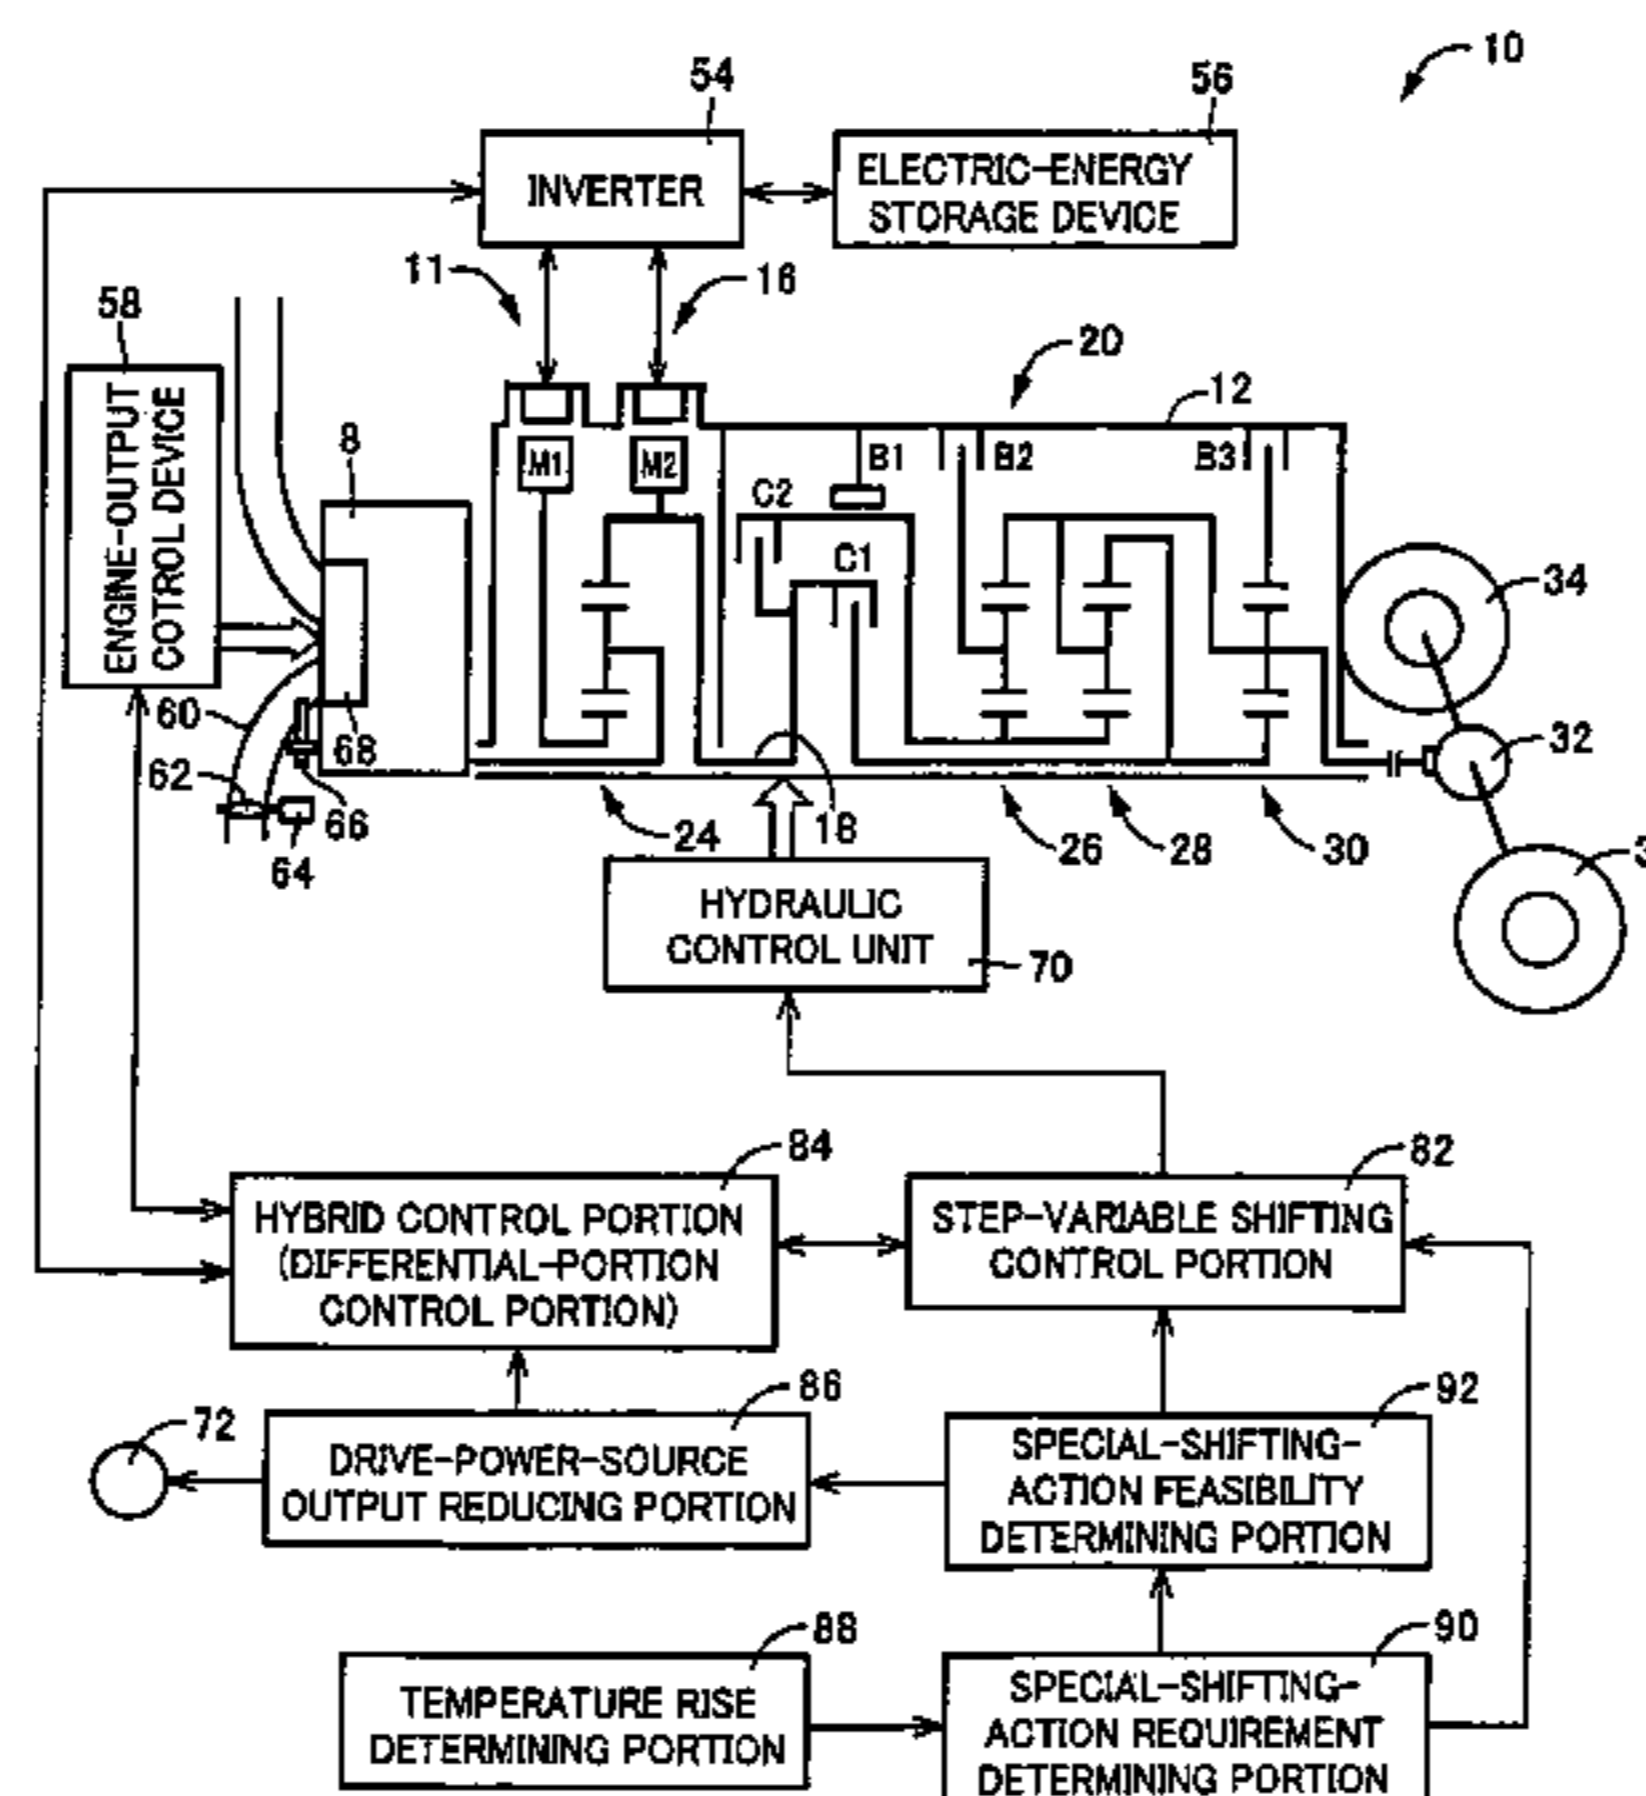 10
54
56
INVERTER
ELECTRIC-ENERGY
STORAGE DEVICE
11
16
58
20
12
ENGINE-OUTPUT
COTROL DEVICE
8
M1
M2
B1
B2
B3
C2
C1
34
60
68
32
62
66
64
24
18
26
28
30
HYDRAULIC
CONTROL UNIT
70
84
82
HYBRID CONTROL PORTION
(DIFFERENTIAL-PORTION
CONTROL PORTION)
STEP-VARIABLE SHIFTING
CONTROL PORTION
86
92
72
DRIVE-POWER-SOURCE
OUTPUT REDUCING PORTION
SPECIAL-SHIFTING-
ACTION FEASIBILITY
DETERMINING PORTION
88
90
TEMPERATURE RISE
DETERMINING PORTION
SPECIAL-SHIFTING-
ACTION REQUIREMENT
DETERMINING PORTION